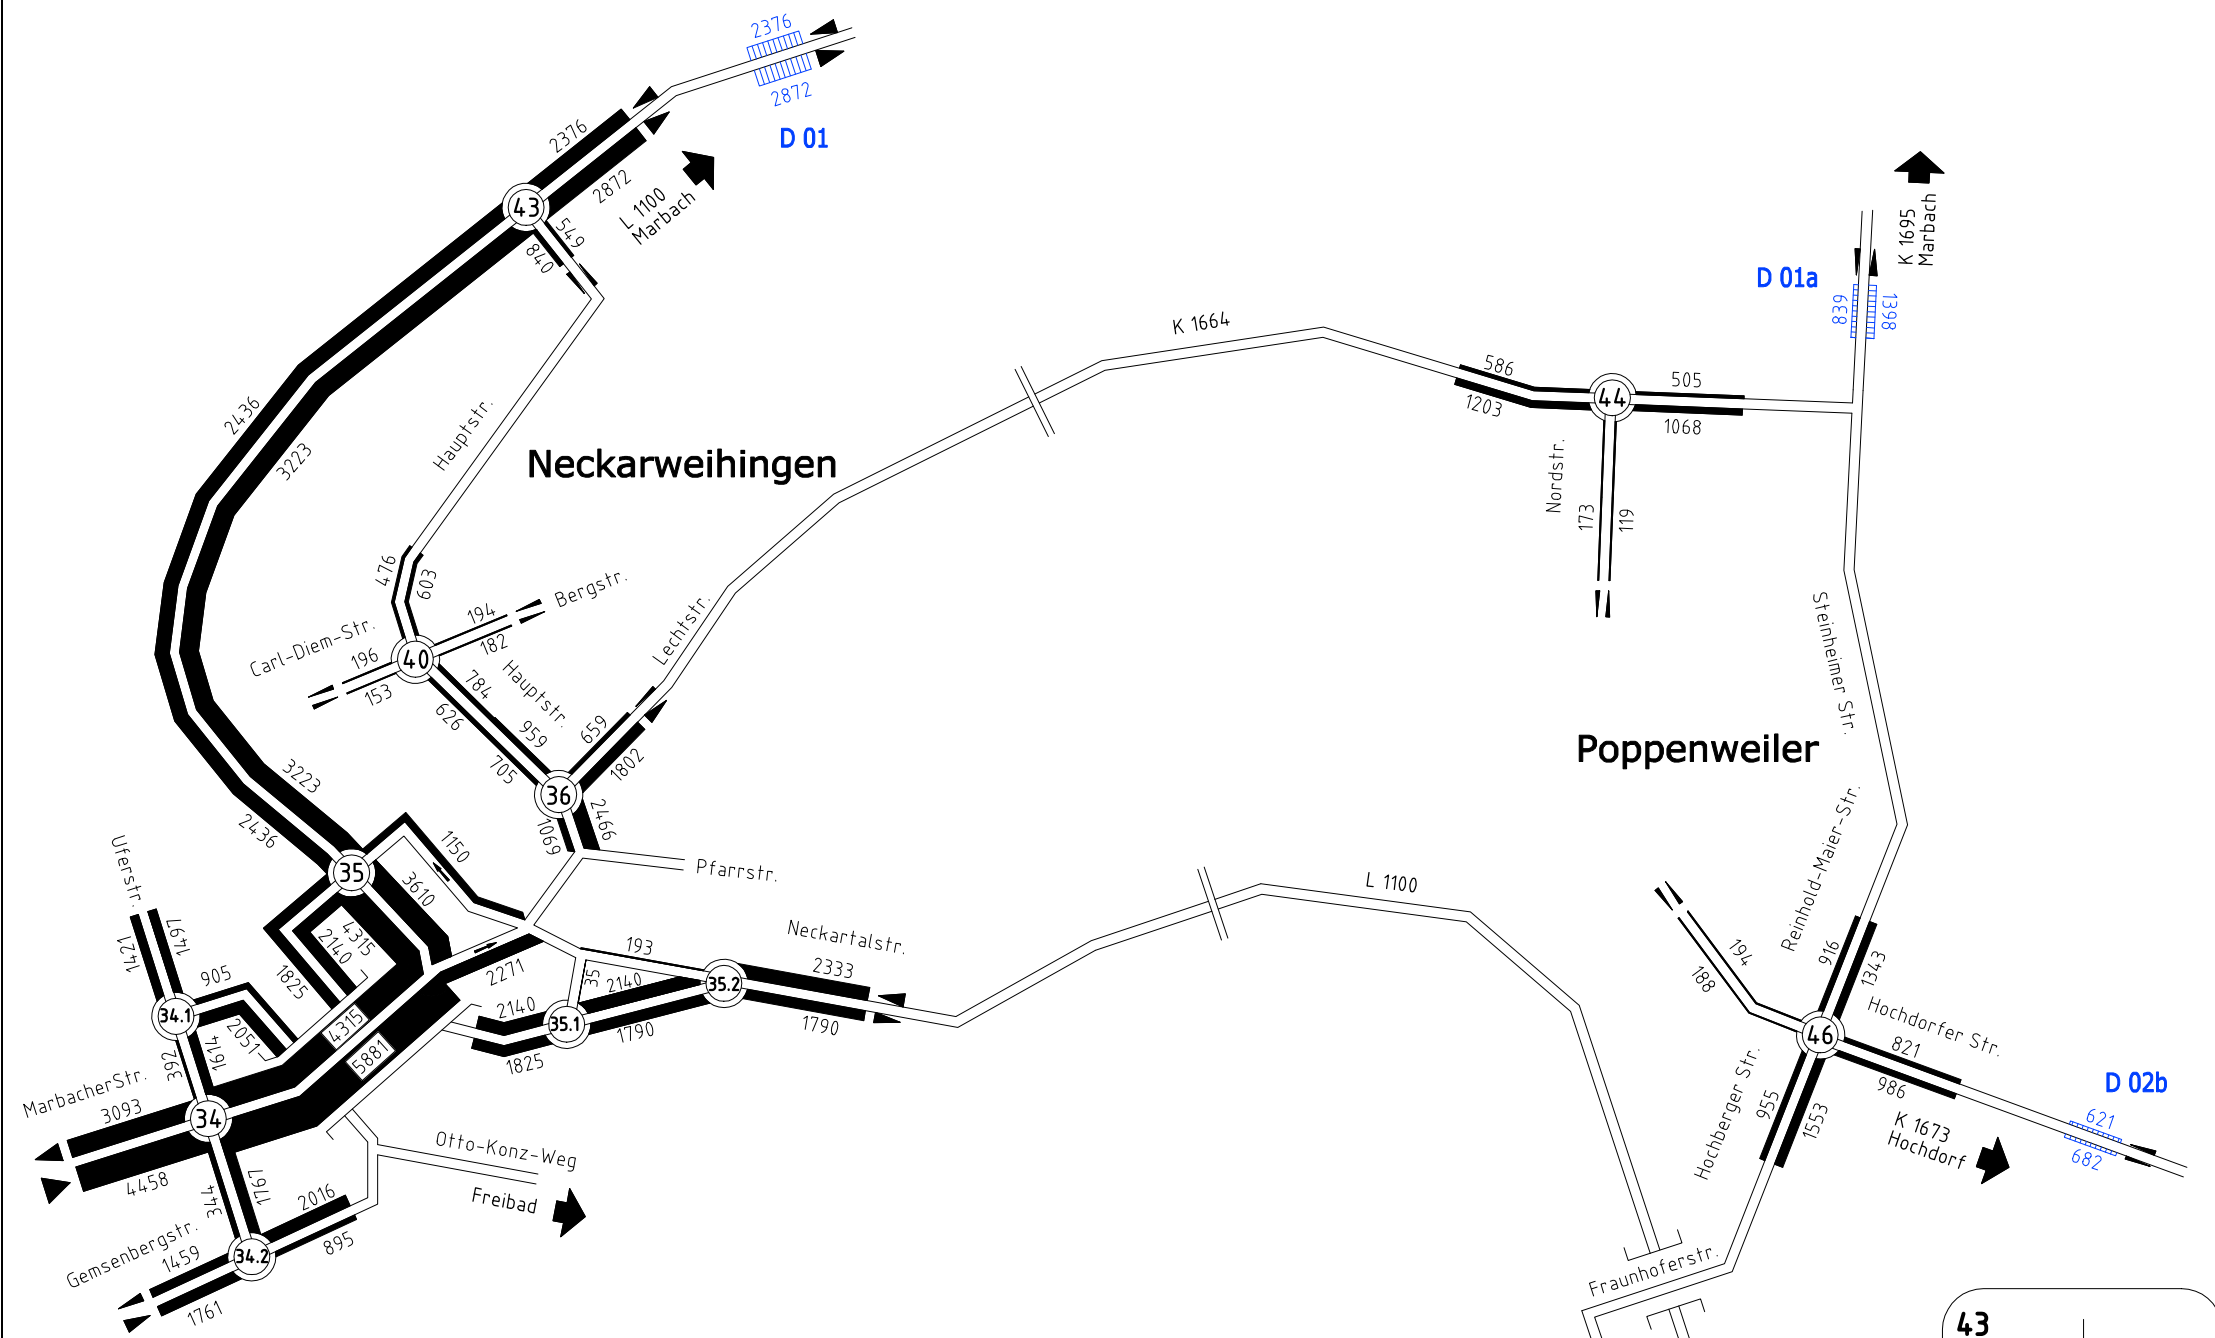 2376
2872
D 01
2376
2872
L 1100
Marbach
43
549
840
K 1695
Marbach
D 01a
839
1398
K 1664
586
1203
44
505
1068
Nordstr.
173
119
2436
3223
Hauptstr.
Neckarweihingen
476
603
Bergstr.
194
182
Carl-Diem-Str.
196
153
40
Hauptstr.
784
626
959
705
Lechtstr.
659
1802
36
1069
2466
Steinheimer Str.
Poppenweiler
Reinhold-Maier-Str.
3223
2436
Uferstr.
1421
1497
35
1150
3610
Pfarrstr.
L 1100
4315
2140
1825
2271
193
Neckartalstr.
2333
35
2140
35.2
2140
35.1
1790
1790
1825
905
34.1
2051
4315
5881
392
1614
MarbacherStr.
3093
34
4458
Otto-Konz-Weg
Freibad
344
1767
2016
895
Gemsenbergstr.
1459
34.2
1761
194
188
916
1343
46
Hochdorfer Str.
821
986
D 02b
621
682
K 1673
Hochdorf
Hochberger Str.
955
1553
Fraunhoferstr.
43